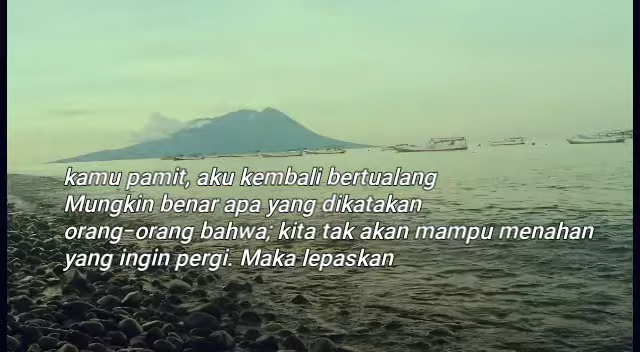 kamu pamit, aku kembali bertualang
Mungkin benar apa yang dikatakan
orang-orang bahwa; kita tak akan mampu menahan
yang ingin pergi. Maka lepaskan